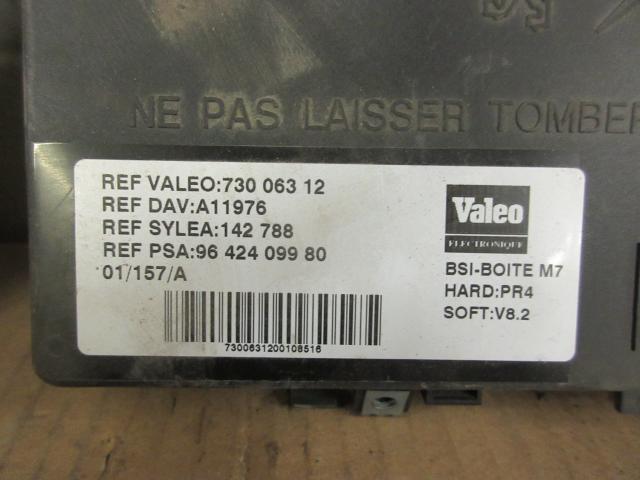 NE PAS LAISSER TOMBER
REF VALEO:730 063 12
REF DAV:A11976
REF SYLEA:142 788
REF PSA:96 424 099 80
01/157/A
7300631200108516
Valeo
ELECTRONIQUE
BSI-BOITE M7
HARD:PR4
SOFT:V8.2